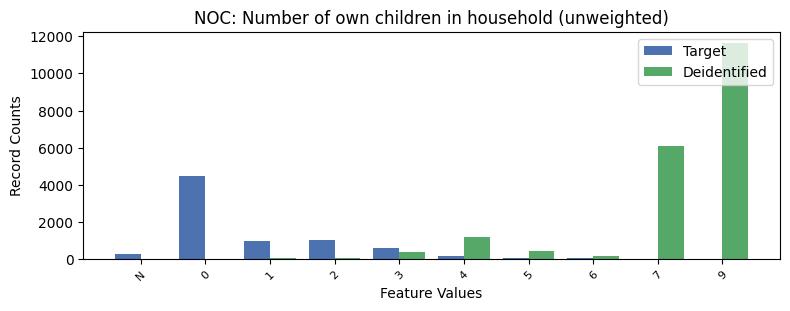 NOC: Number of own children in household (unweighted)
12000
10000
8000
6000
4000
2000
0
Record Counts
Target
Deidentified
N 0 1 2 3 4 5 6 7 9
Feature Values